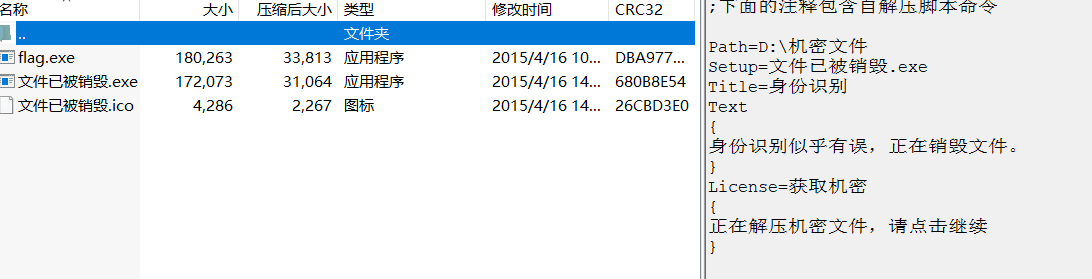 名称 大小 压缩后大小 类型 修改时间 CRC32
.. 文件夹
flag.exe 180,263 33,813 应用程序 2015/4/16 10... DBA977...
文件已被销毁.exe 172,073 31,064 应用程序 2015/4/16 14... 680B8E54
文件已被销毁.ico 4,286 2,267 图标 2015/4/16 14... 26CBD3E0
;下面的注释包含自解压脚本命令
Path=D:\机密文件
Setup=文件已被销毁.exe
Title=身份识别
Text
{
身份识别似乎有误，正在销毁文件。
}
License=获取机密
{
正在解压机密文件，请点击继续
}